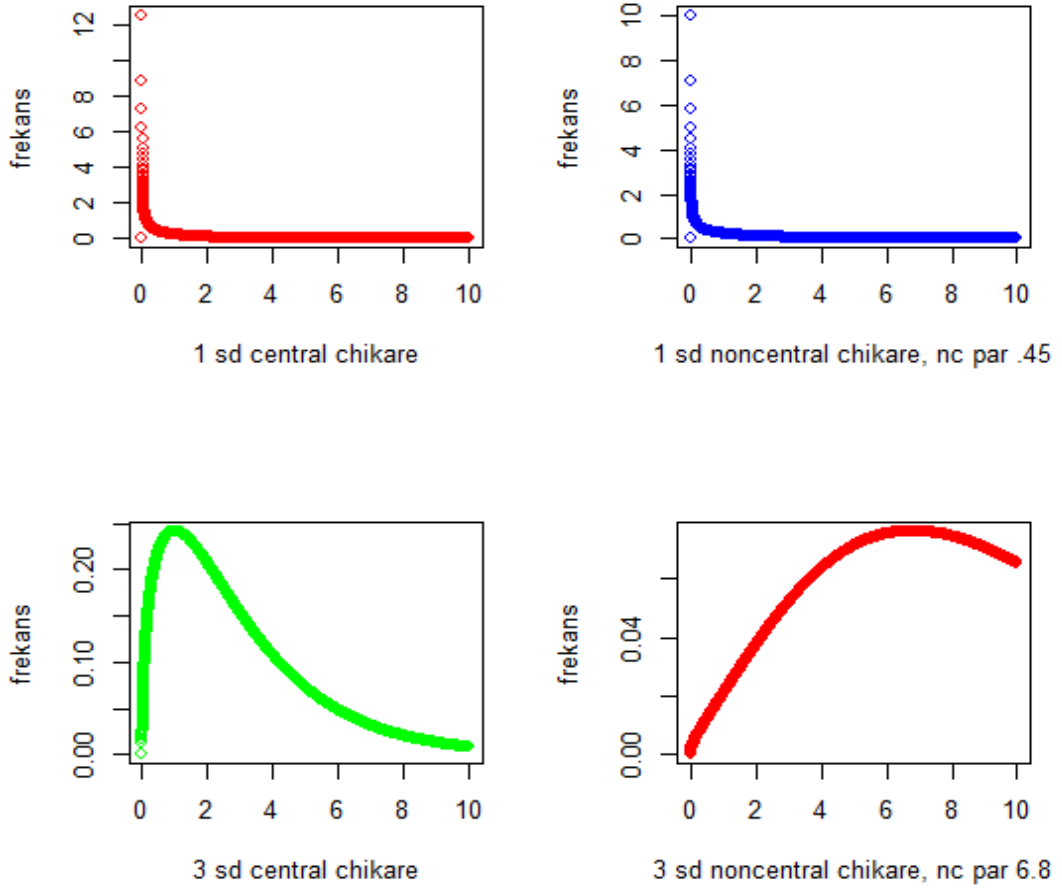 frekans
12
8
6
4
2
0
0 2 4 6 8 10
1 sd central chikare
frekans
10
8
6
4
2
0
0 2 4 6 8 10
1 sd noncentral chikare, nc par .45
frekans
0.20
0.10
0.00
0 2 4 6 8 10
3 sd central chikare
frekans
0.04
0.00
0 2 4 6 8 10
3 sd noncentral chikare, nc par 6.8